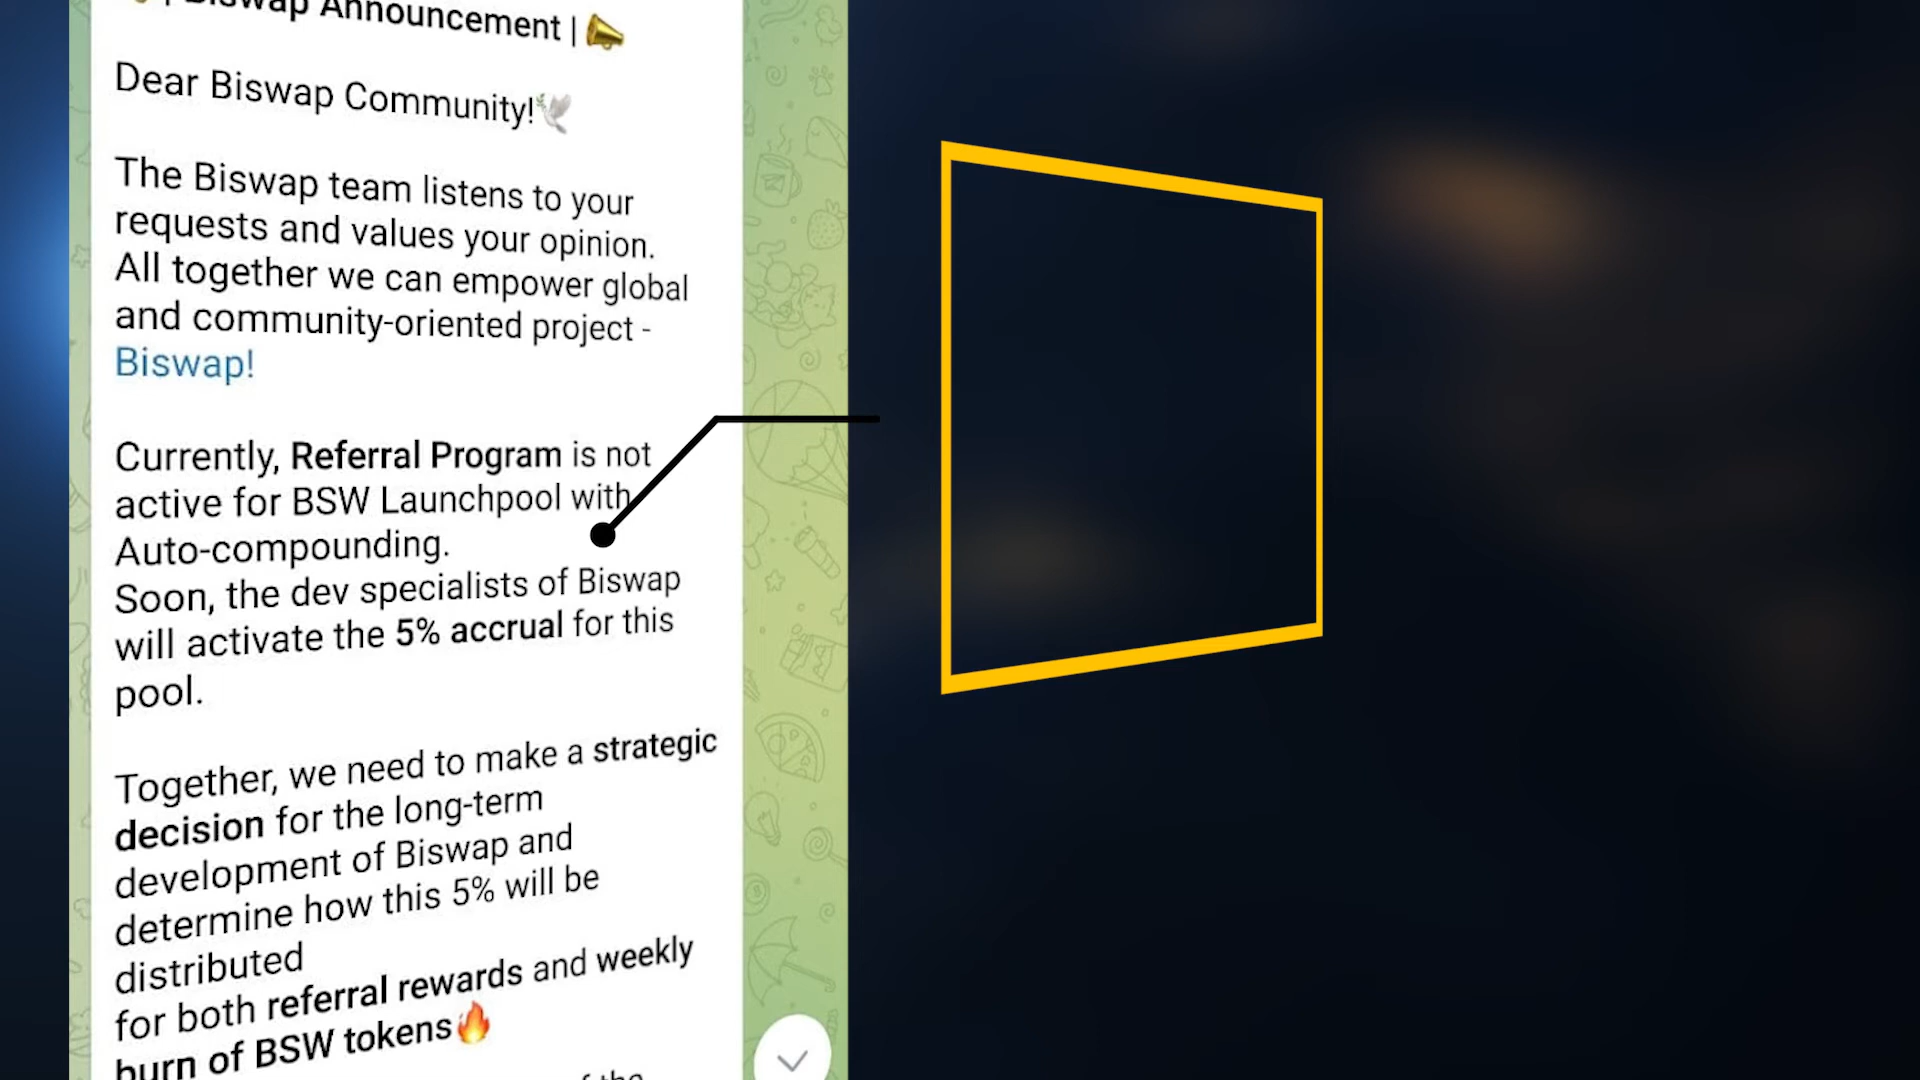 | Biswap Announcement |
Dear Biswap Community!
The Biswap team listens to your
requests and values your opinion.
All together we can empower global
and community-oriented project -
Biswap!
Currently, Referral Program is not
active for BSW Launchpool with
Auto-compounding.
Soon, the dev specialists of Biswap
will activate the 5% accrual for this
pool.
Together, we need to make a strategic
decision for the long-term
development of Biswap and
determine how this 5% will be
distributed
for both referral rewards and weekly
burn of BSW tokens🔥
of the